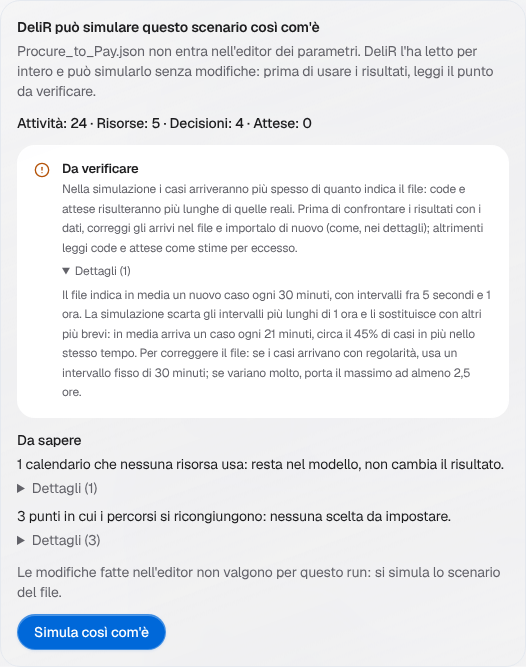 DeliR può simulare questo scenario così com'è
Procure_to_Pay.json non entra nell'editor dei parametri. DeliR l'ha letto per
intero e può simularlo senza modifiche: prima di usare i risultati, leggi il punto
da verificare.
Attività: 24 · Risorse: 5 · Decisioni: 4 · Attese: 0
Da verificare
Nella simulazione i casi arriveranno più spesso di quanto indica il file: code e
attese risulteranno più lunghe di quelle reali. Prima di confrontare i risultati con i
dati, correggi gli arrivi nel file e importalo di nuovo (come, nei dettagli); altrimenti
leggi code e attese come stime per eccesso.
▼ Dettagli (1)
Il file indica in media un nuovo caso ogni 30 minuti, con intervalli fra 5 secondi e 1
ora. La simulazione scarta gli intervalli più lunghi di 1 ora e li sostituisce con altri
più brevi: in media arriva un caso ogni 21 minuti, circa il 45% di casi in più nello
stesso tempo. Per correggere il file: se i casi arrivano con regolarità, usa un
intervallo fisso di 30 minuti; se variano molto, porta il massimo ad almeno 2,5
ore.
Da sapere
1 calendario che nessuna risorsa usa: resta nel modello, non cambia il risultato.
▶ Dettagli (1)
3 punti in cui i percorsi si ricongiungono: nessuna scelta da impostare.
▶ Dettagli (3)
Le modifiche fatte nell'editor non valgono per questo run: si simula lo scenario
del file.
Simula così com'è